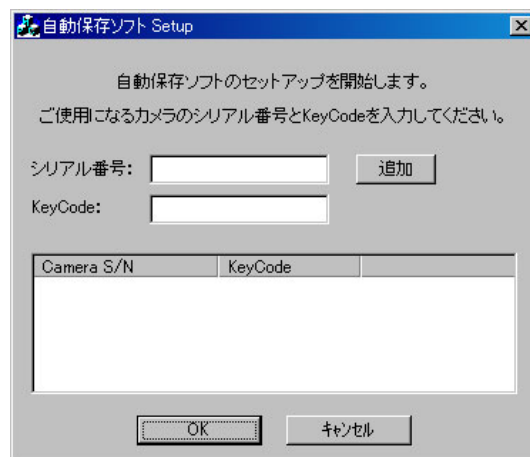 自動保存ソフト Setup
自動保存ソフトのセットアップを開始します。
ご使用になるカメラのシリアル番号とKeyCodeを入力してください。
シリアル番号: 追加
KeyCode:
Camera S/N KeyCode
OK キャンセル